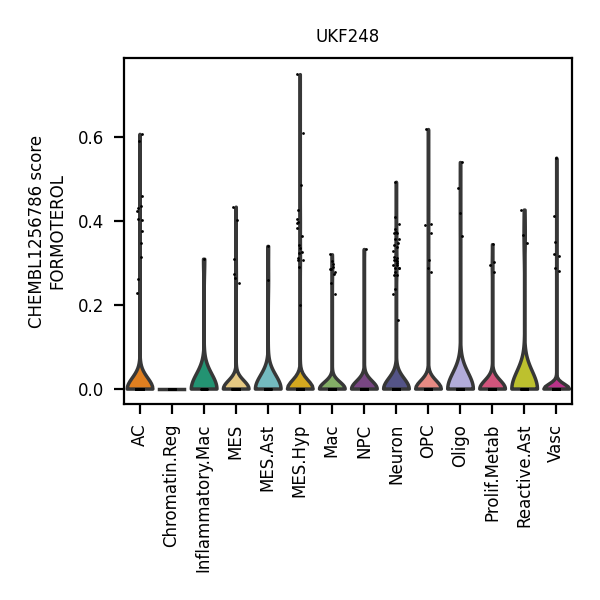 UKF248
CHEMBL1256786 score
FORMOTEROL
0.6
0.4
0.2
0.0
AC
Chromatin.Reg
Inflammatory.Mac
MES
MES.Ast
MES.Hyp
Mac
NPC
Neuron
OPC
Oligo
Prolif.Metab
Reactive.Ast
Vasc